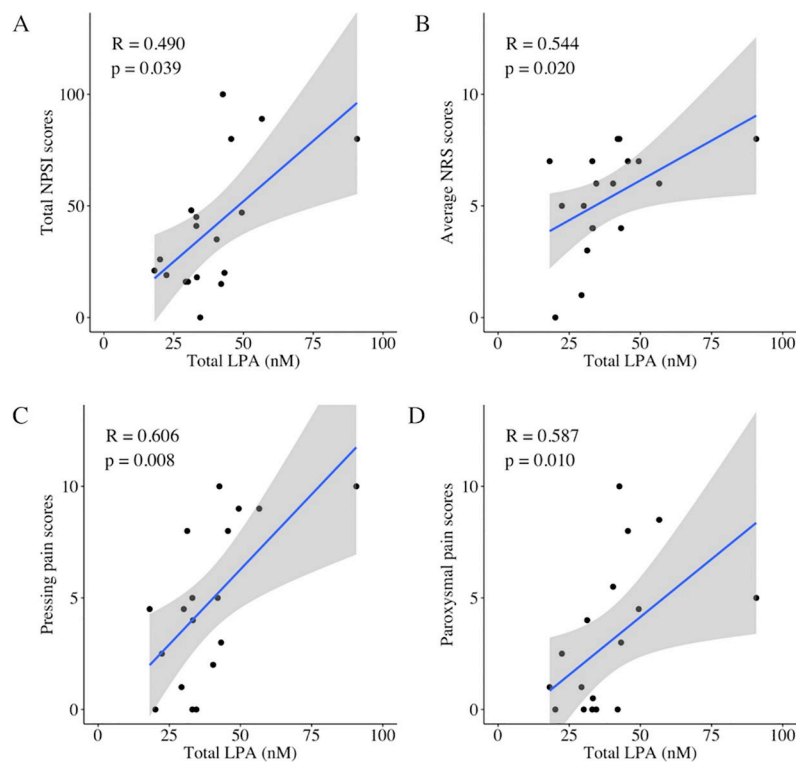 A
R = 0.490
p = 0.039
Total NPSI scores
100
50
0
0 25 50 75 100
Total LPA (nM)
B
R = 0.544
p = 0.020
Average NRS scores
10
5
0
0 25 50 75 100
Total LPA (nM)
C
R = 0.606
p = 0.008
Pressing pain scores
10
5
0
0 25 50 75 100
Total LPA (nM)
D
R = 0.587
p = 0.010
Paroxysmal pain scores
10
5
0
0 25 50 75 100
Total LPA (nM)